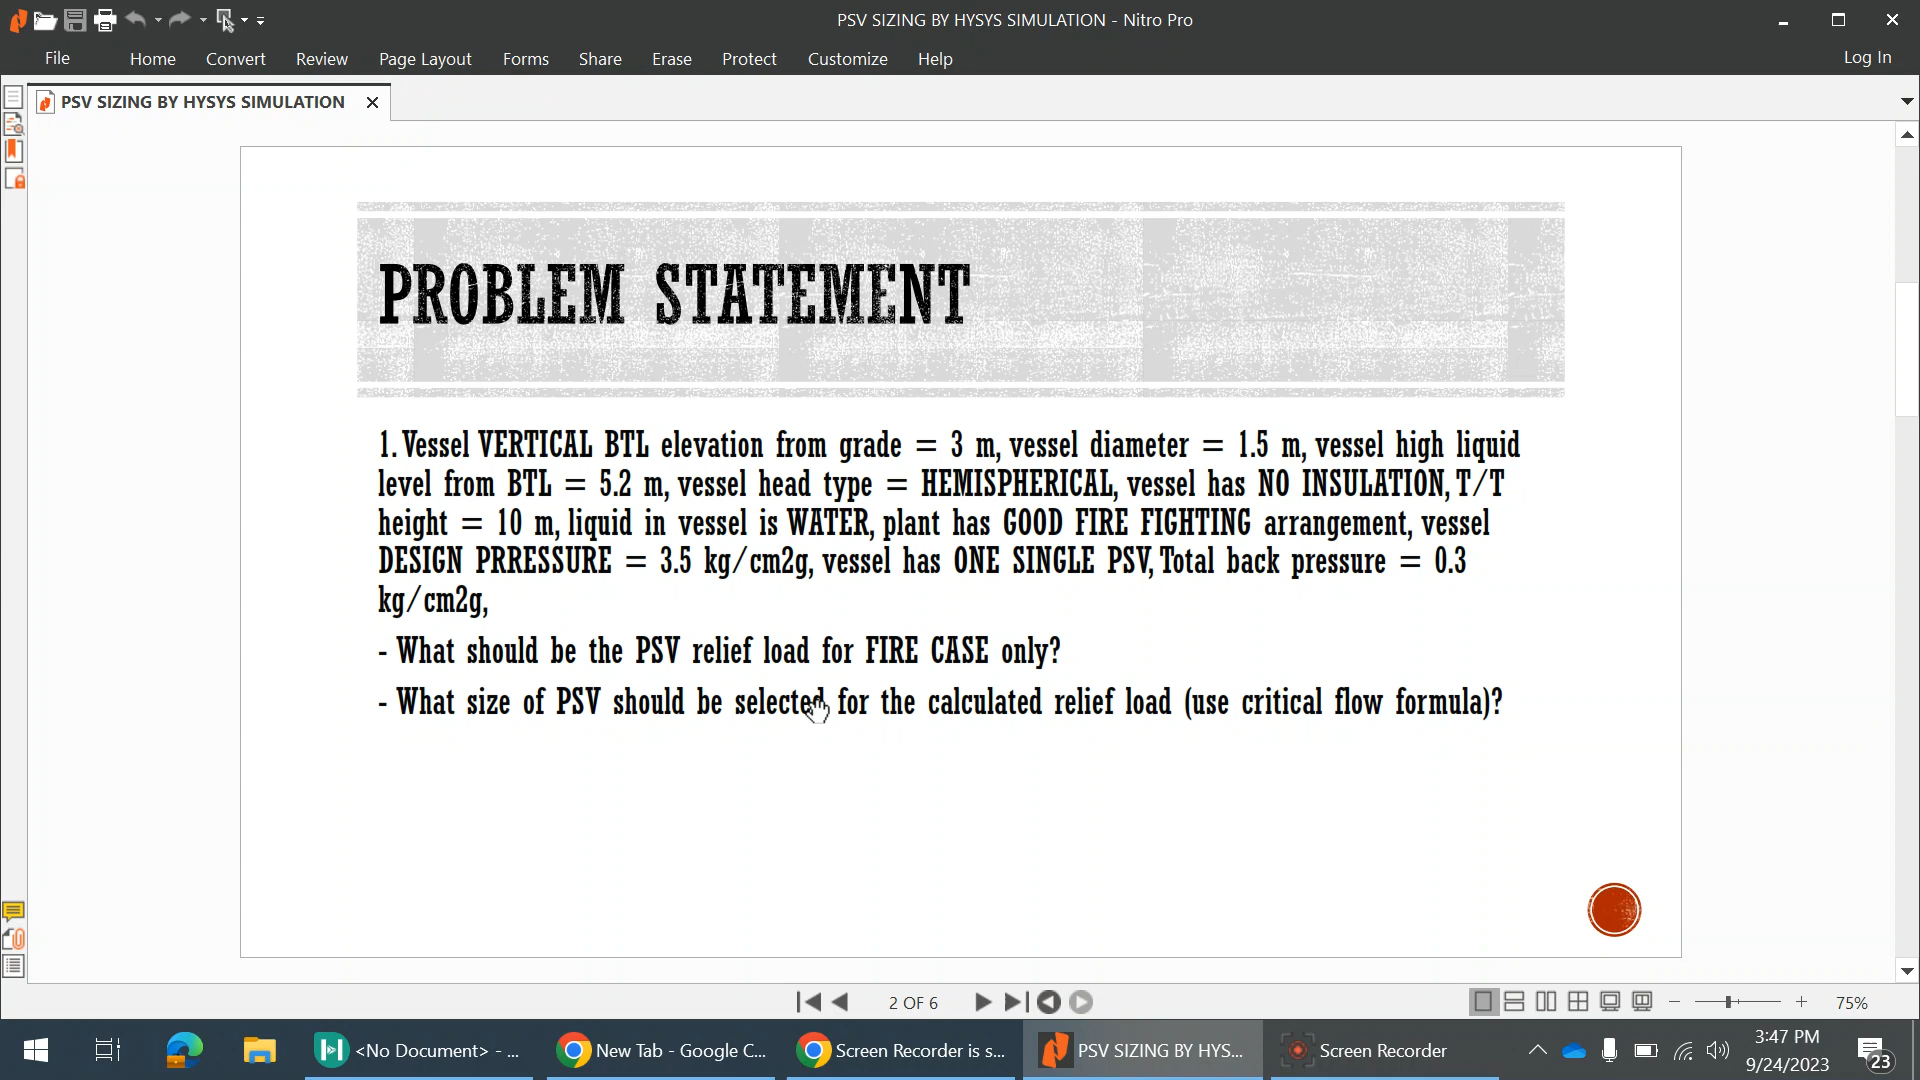 PSV SIZING BY HYSYS SIMULATION - Nitro Pro
File Home Convert Review Page Layout Forms Share Erase Protect Customize Help Log In
PSV SIZING BY HYSYS SIMULATION
PROBLEM STATEMENT
1. Vessel VERTICAL BTL elevation from grade = 3 m, vessel diameter = 1.5 m, vessel high liquid
level from BTL = 5.2 m, vessel head type = HEMISPHERICAL, vessel has NO INSULATION, T/T
height = 10 m, liquid in vessel is WATER, plant has GOOD FIRE FIGHTING arrangement, vessel
DESIGN PRRESSURE = 3.5 kg/cm2g, vessel has ONE SINGLE PSV, Total back pressure = 0.3
kg/cm2g,
- What should be the PSV relief load for FIRE CASE only?
- What size of PSV should be selected for the calculated relief load (use critical flow formula)?
2 OF 6
75%
<No Document> - ...
New Tab - Google C...
Screen Recorder is s...
PSV SIZING BY HYS...
Screen Recorder
3:47 PM
9/24/2023
23